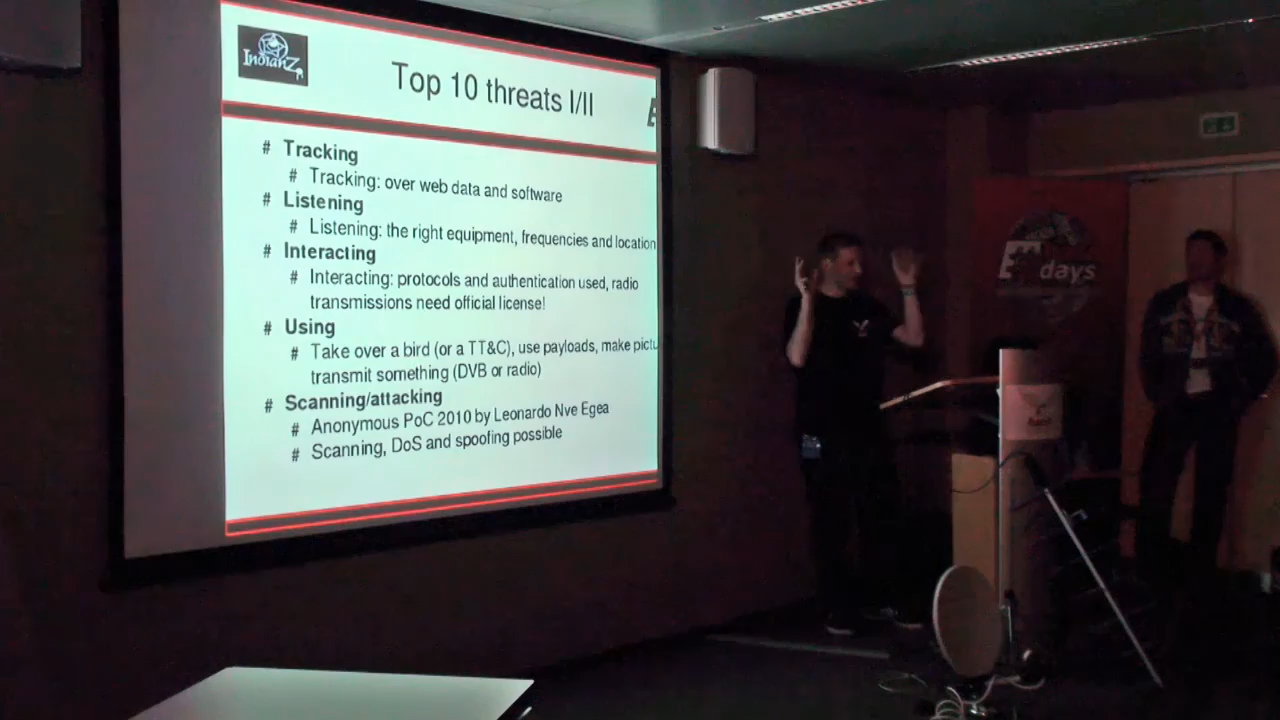 IndianZ
Top 10 threats I/II
# Tracking
# Tracking: over web data and software
# Listening
# Listening: the right equipment, frequencies and location
# Interacting
# Interacting: protocols and authentication used, radio
transmissions need official license!
# Using
# Take over a bird (or a TT&C), use payloads, make pictu
transmit something (DVB or radio)
# Scanning/attacking
# Anonymous PoC 2010 by Leonardo Nve Egea
# Scanning, DoS and spoofing possible
days